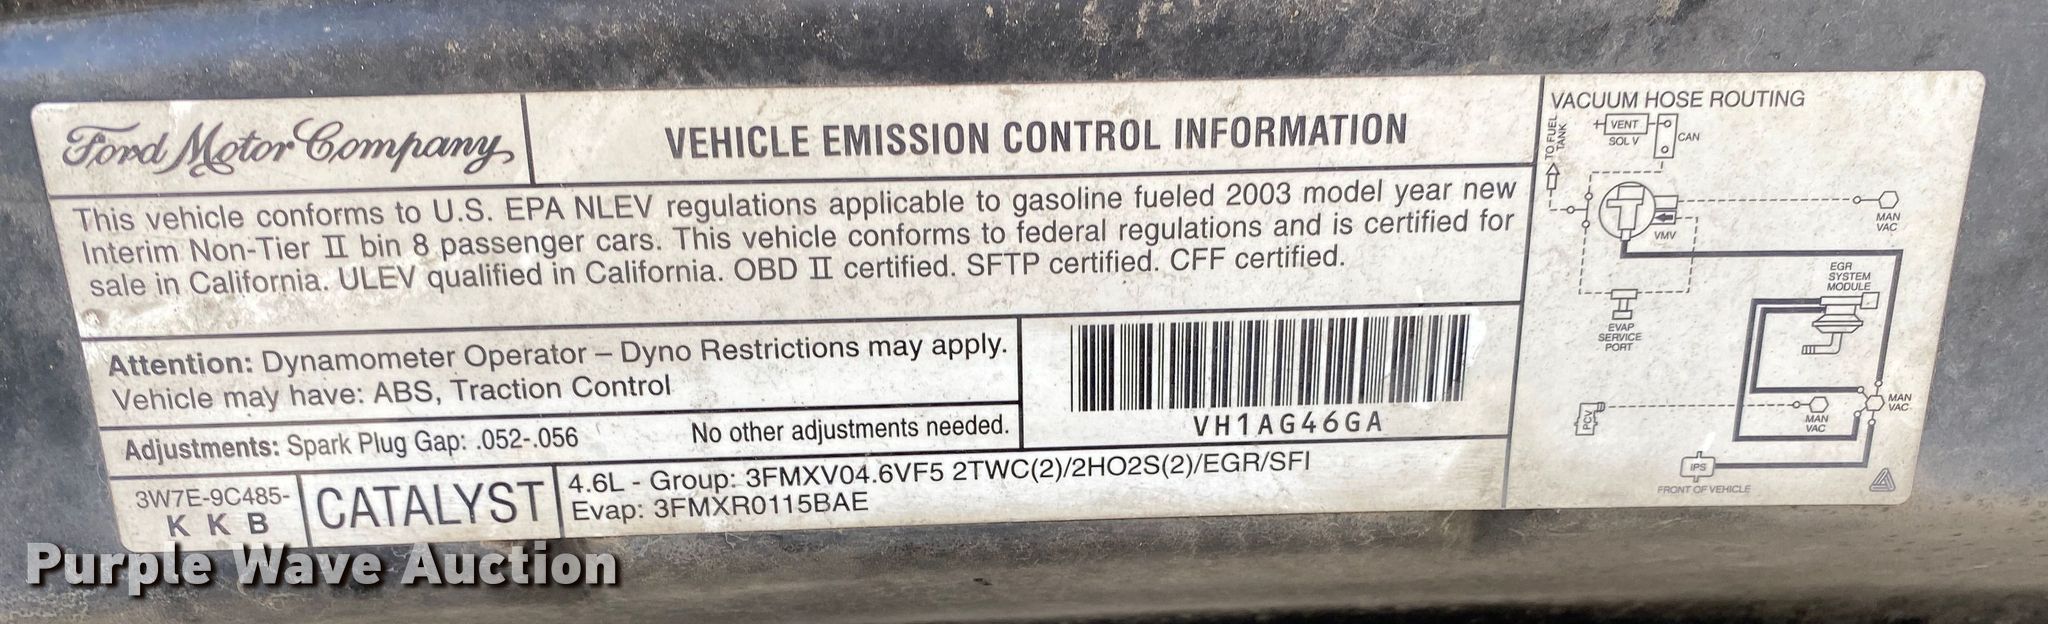 Ford Motor Company
VEHICLE EMISSION CONTROL INFORMATION
This vehicle conforms to U.S. EPA NLEV regulations applicable to gasoline fueled 2003 model year new
Interim Non-Tier II bin 8 passenger cars. This vehicle conforms to federal regulations and is certified for
sale in California. ULEV qualified in California. OBD II certified. SFTP certified. CFF certified.
Attention: Dynamometer Operator – Dyno Restrictions may apply.
Vehicle may have: ABS, Traction Control
Adjustments: Spark Plug Gap: .052-.056 No other adjustments needed.
VH1AG46GA
3W7E-9C485-
K K B
CATALYST
4.6L - Group: 3FMXV04.6VF5 2TWC(2)/2HO2S(2)/EGR/SFI
Evap: 3FMXR0115BAE
VACUUM HOSE ROUTING
TO FUEL
TANK
VENT
SOL V
CAN
VMV
MAN
VAC
EGR
SYSTEM
MODULE
EVAP
SERVICE
PORT
PCV
MAN
VAC
MAN
VAC
IPS
FRONT OF VEHICLE
Purple Wave Auction